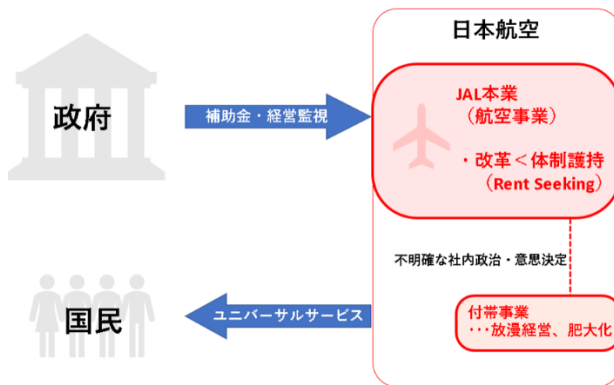 日本航空
政府
補助金・経営監視
JAL本業
（航空事業）
・改革＜体制護持
（Rent Seeking）
不明確な社内政治・意思決定
国民
ユニバーサルサービス
付帯事業
･･･放漫経営、肥大化